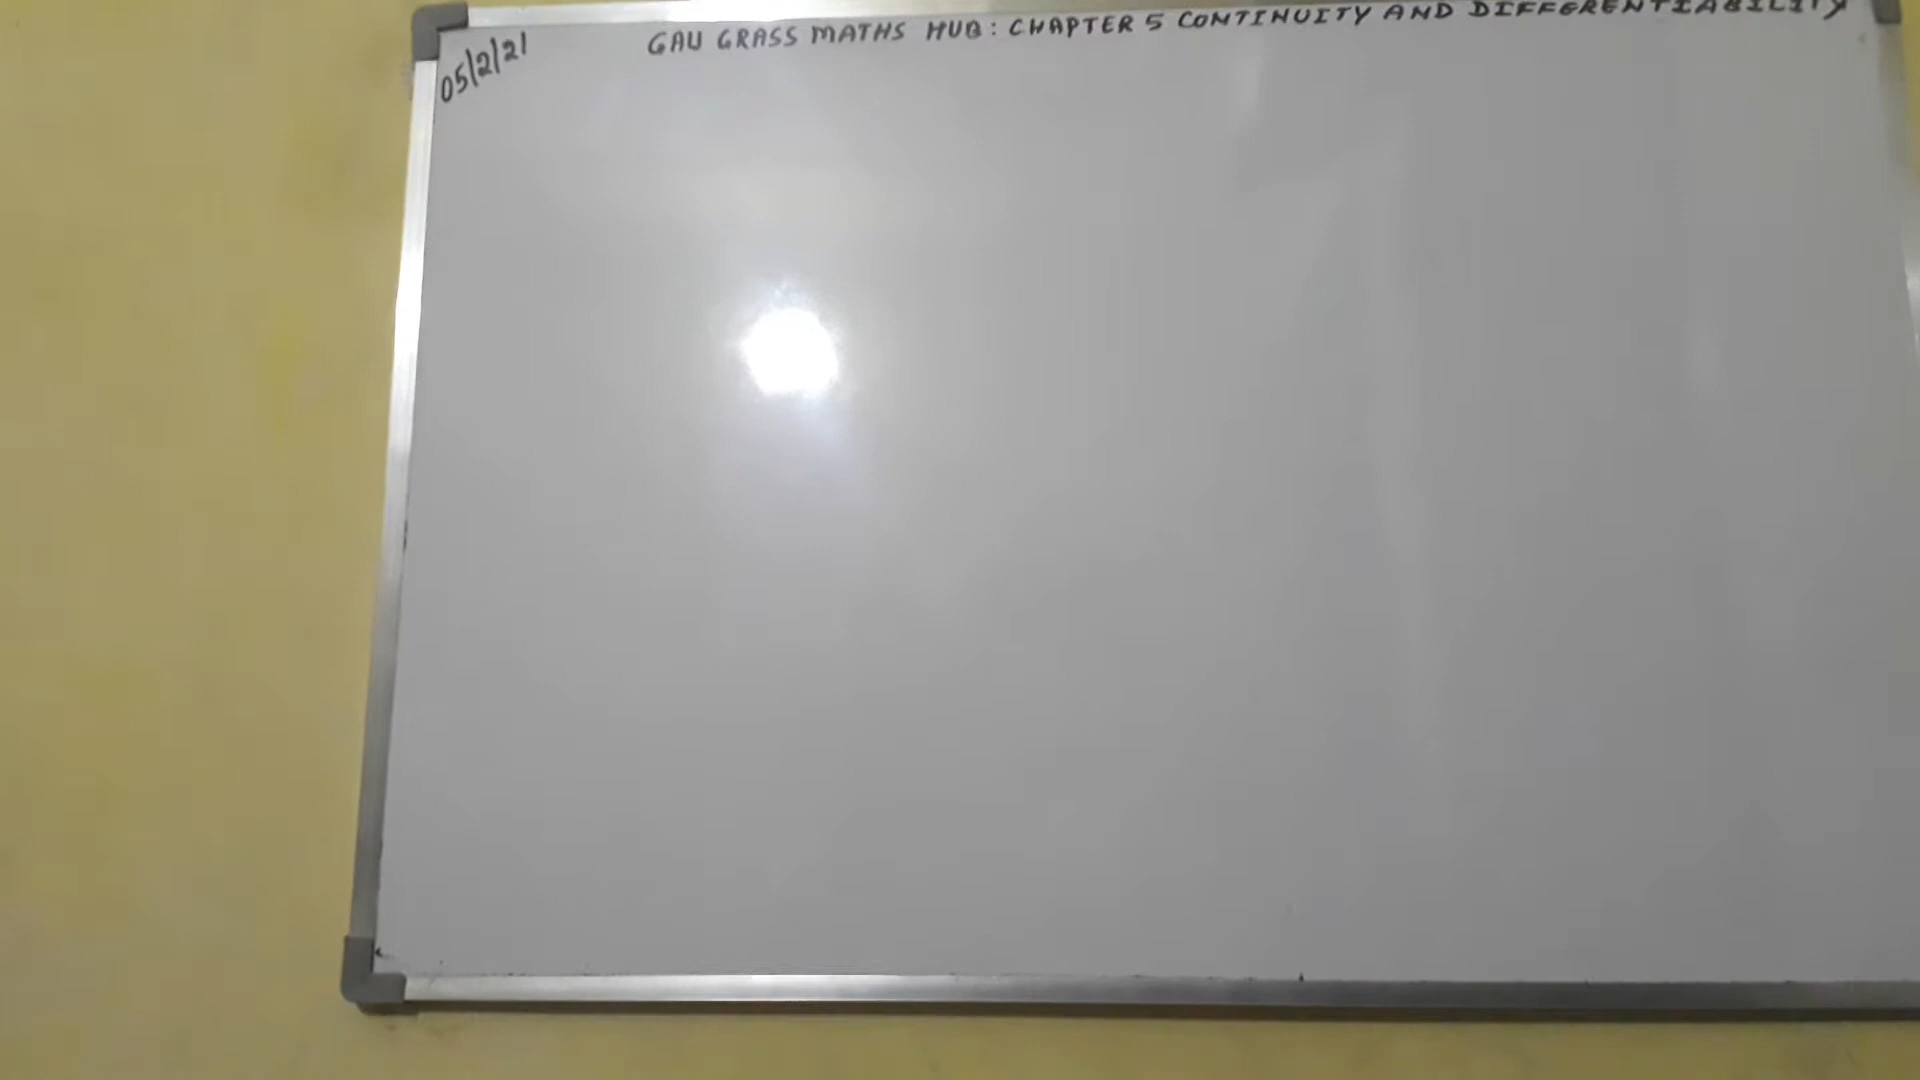 GAU GRASS MATHS HUB: CHAPTER 5 CONTINUITY AND DIFFERENTIABILITY
05/2/21